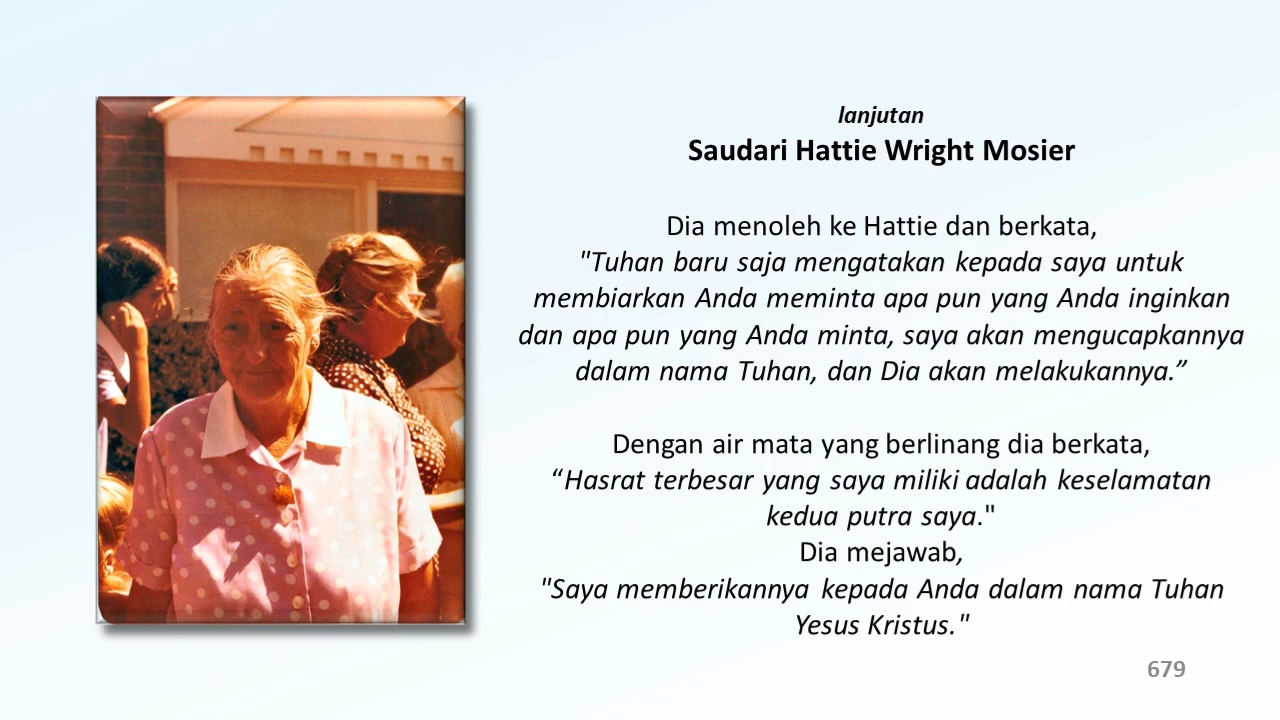 lanjutan
Saudari Hattie Wright Mosier
Dia menoleh ke Hattie dan berkata,
"Tuhan baru saja mengatakan kepada saya untuk
membiarkan Anda meminta apa pun yang Anda inginkan
dan apa pun yang Anda minta, saya akan mengucapkannya
dalam nama Tuhan, dan Dia akan melakukannya.”
Dengan air mata yang berlinang dia berkata,
“Hasrat terbesar yang saya miliki adalah keselamatan
kedua putra saya."
Dia mejawab,
"Saya memberikannya kepada Anda dalam nama Tuhan
Yesus Kristus."
679